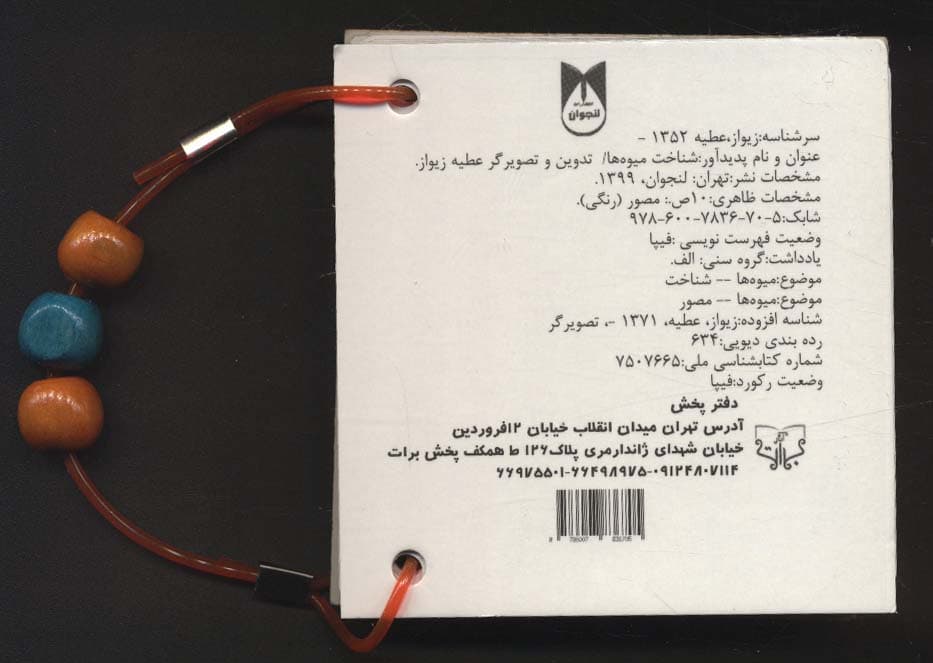 لنجوان
سرشناسه:زیواز،عطیه ۱۳۵۲ -
عنوان و نام پدیدآور:شناخت میوه‌ها/ تدوین و تصویرگر عطیه زیواز.
مشخصات نشر:تهران: لنجوان، ۱۳۹۹.
مشخصات ظاهری:۱۰ص.: مصور (رنگی).
شابک:۹۷۸-۶۰۰-۷۸۳۶-۷۰-۵
وضعیت فهرست نویسی :فیپا
یادداشت:گروه سنی: الف.
موضوع:میوه‌ها -- شناخت
موضوع:میوه‌ها -- مصور
شناسه افزوده:زیواز، عطیه، ۱۳۷۱ -، تصویرگر
رده بندی دیویی:۶۳۴
شماره کتابشناسی ملی:۷۵۰۷۶۶۵
وضعیت رکورد:فیپا
دفتر پخش
آدرس تهران میدان انقلاب خیابان ۱۲فروردین
خیابان شهدای ژاندارمری پلاک۱۲۶ ط همکف پخش برات
۶۶۹۷۵۵۰۱-۶۶۴۹۸۹۷۵-۰۹۱۲۴۸۰۷۱۱۴